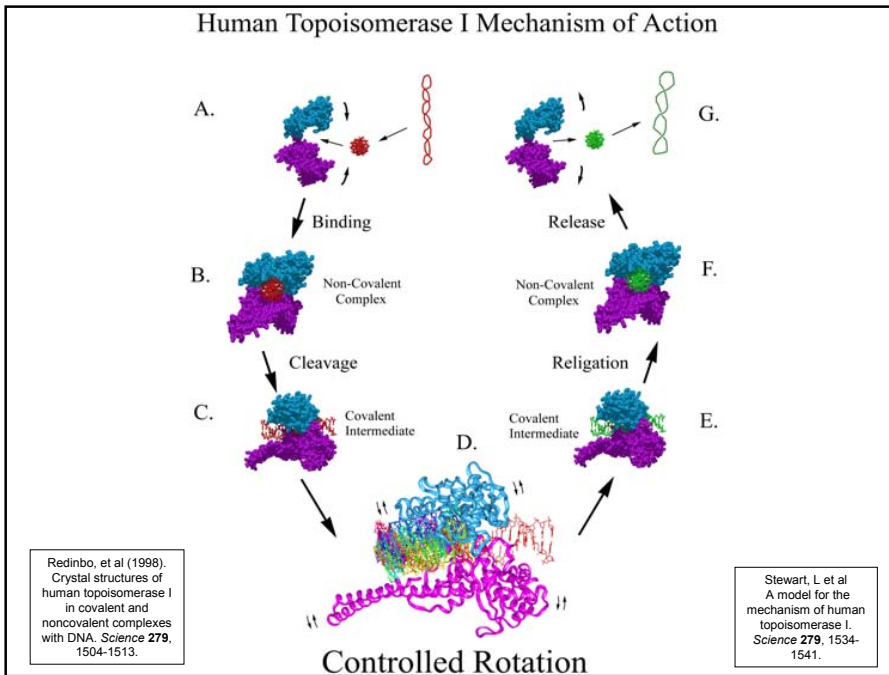 Human Topoisomerase I Mechanism of Action
A.
Binding
B.
Non-Covalent
Complex
Cleavage
C.
Covalent
Intermediate
D.
Controlled Rotation
Covalent
Intermediate
E.
Religation
Non-Covalent
Complex
F.
Release
G.
Redinbo, et al (1998).
Crystal structures of
human topoisomerase I
in covalent and
noncovalent complexes
with DNA. Science 279,
1504-1513.
Stewart, L et al
A model for the
mechanism of human
topoisomerase I.
Science 279, 1534-
1541.